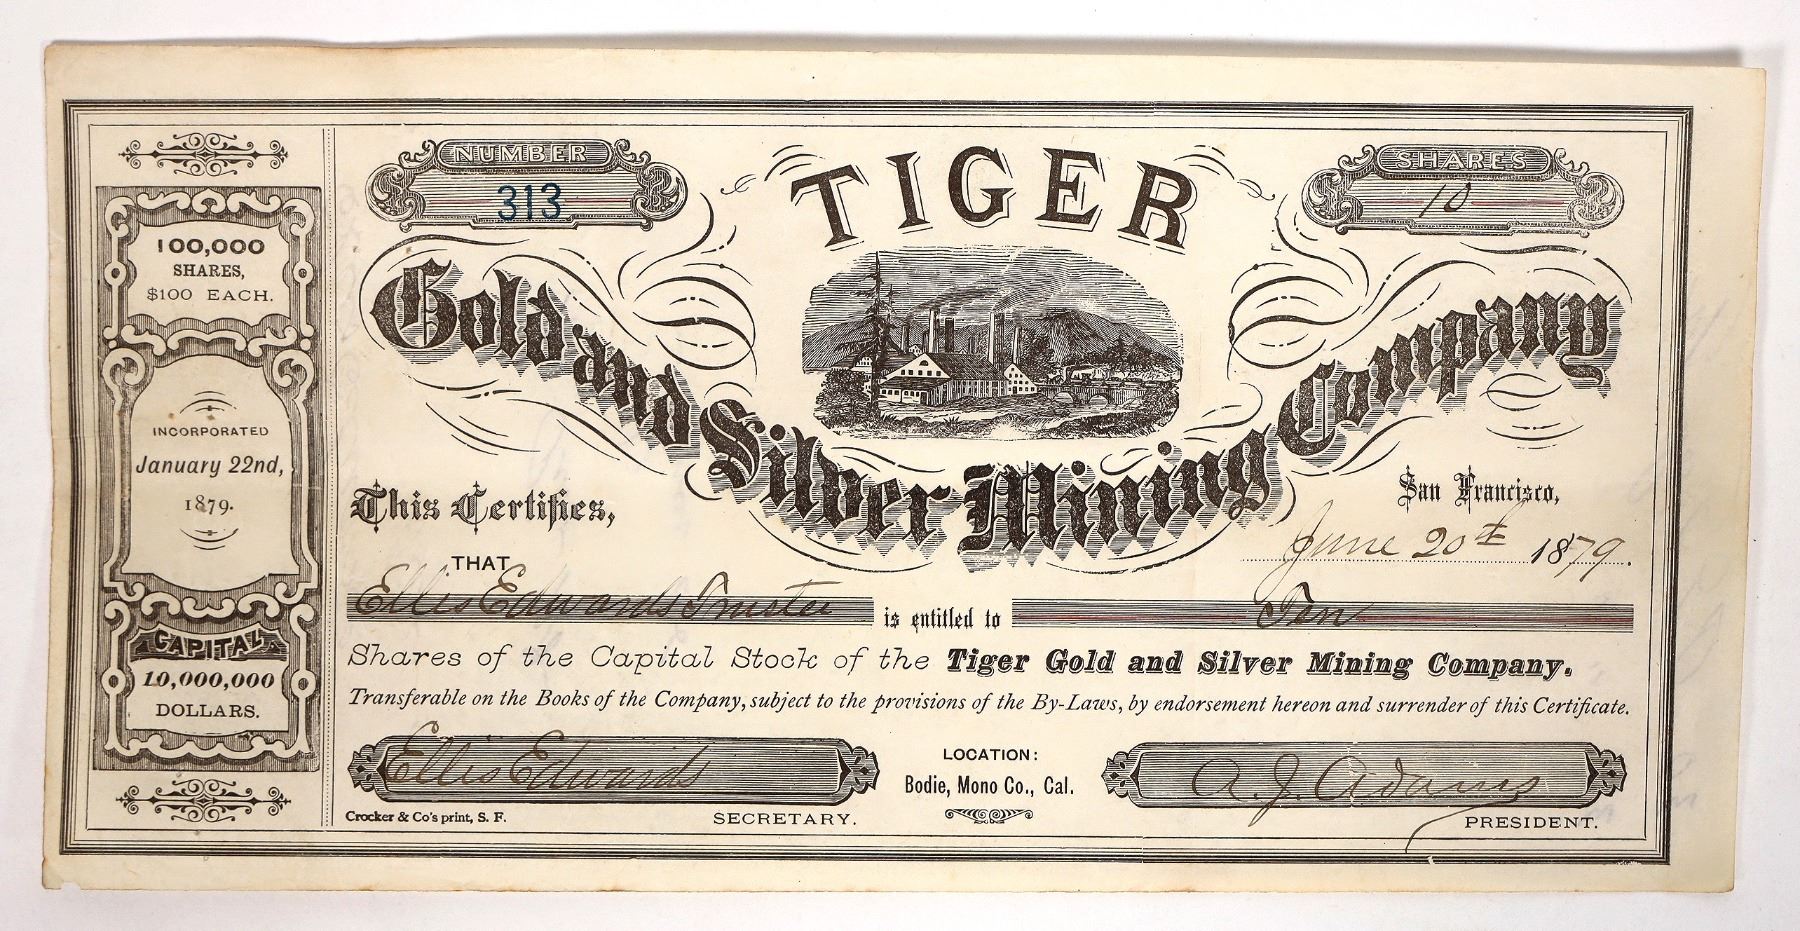 NUMBER
313
SHARES
10
TIGER
Gold and Silver Mining Company
100,000
SHARES,
$100 EACH.
INCORPORATED
January 22nd,
1879.
CAPITAL
10,000,000
DOLLARS.
This Certifies,
San Francisco,
June 20th 1879.
THAT
Ellis Edwards Trustee is entitled to Ten
Shares of the Capital Stock of the Tiger Gold and Silver Mining Company.
Transferable on the Books of the Company, subject to the provisions of the By-Laws, by endorsement hereon and surrender of this Certificate.
Ellis Edwards
SECRETARY.
LOCATION:
Bodie, Mono Co., Cal.
A. J. Adams
PRESIDENT.
Crocker & Co's print, S. F.